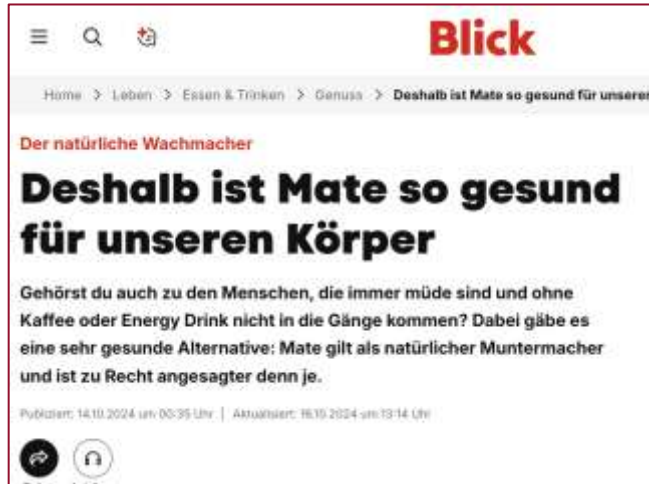 Blick
Home > Leben > Essen & Trinken > Genuss > Deshalb ist Mate so gesund für unseren
Der natürliche Wachmacher
Deshalb ist Mate so gesund
für unseren Körper
Gehörst du auch zu den Menschen, die immer müde sind und ohne
Kaffee oder Energy Drink nicht in die Gänge kommen? Dabei gäbe es
eine sehr gesunde Alternative: Mate gilt als natürlicher Muntermacher
und ist zu Recht angesagter denn je.
Publiziert: 14.10.2024 um 00:35 Uhr | Aktualisiert: 16.10.2024 um 13:14 Uhr